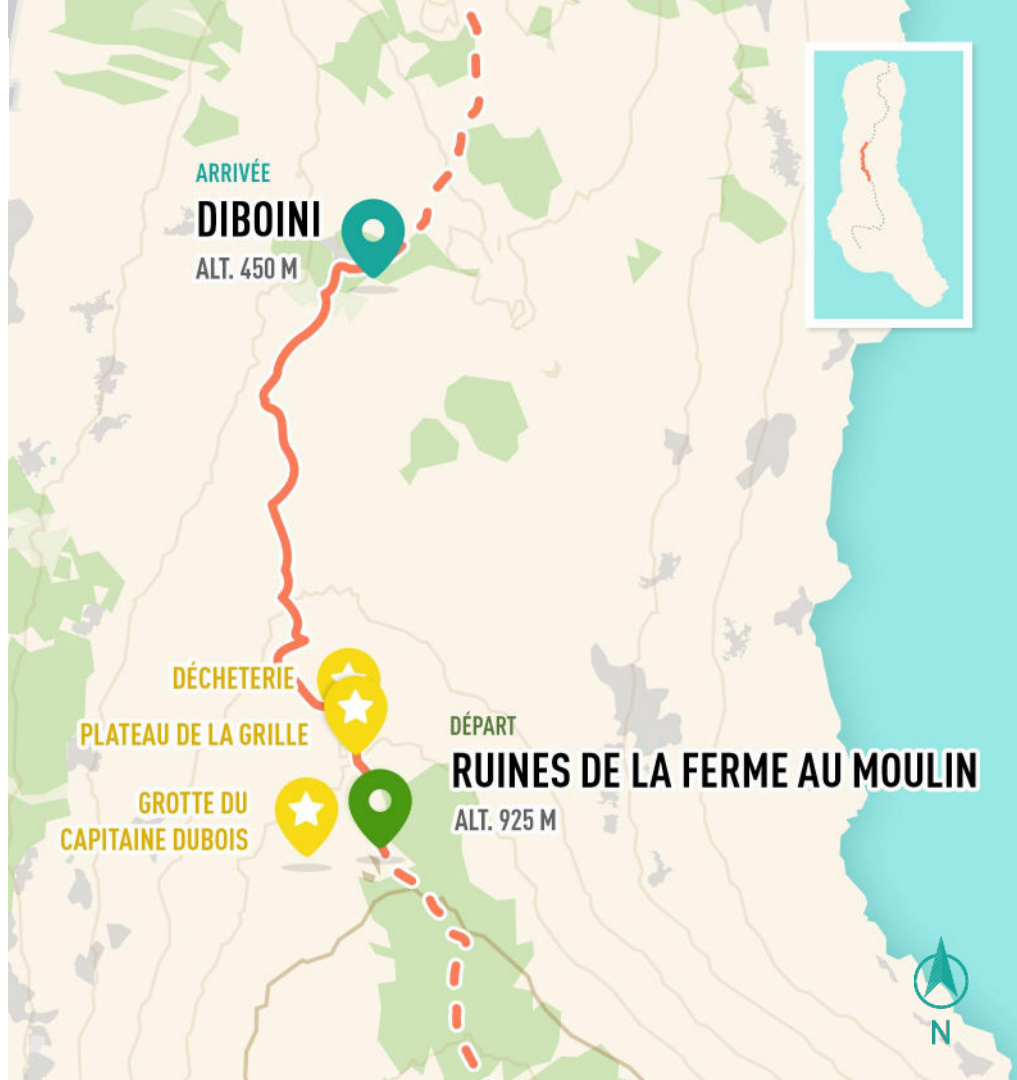 ARRIVÉE
DIBOINI
ALT. 450 M
DÉCHETERIE
PLATEAU DE LA GRILLE
DÉPART
RUINES DE LA FERME AU MOULIN
ALT. 925 M
GROTTE DU
CAPITAINE DUBOIS
N